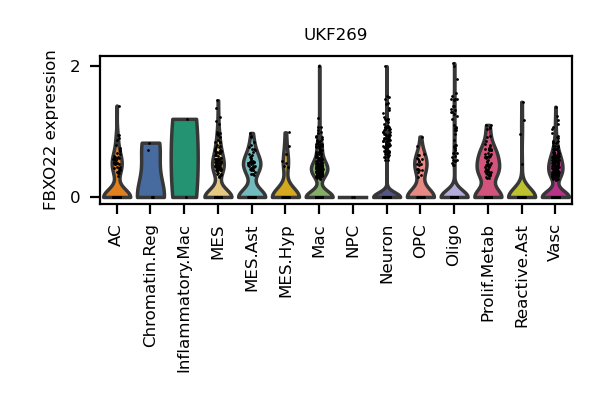 UKF269
FBXO22 expression
2
0
AC
Chromatin.Reg
Inflammatory.Mac
MES
MES.Ast
MES.Hyp
Mac
NPC
Neuron
OPC
Oligo
Prolif.Metab
Reactive.Ast
Vasc